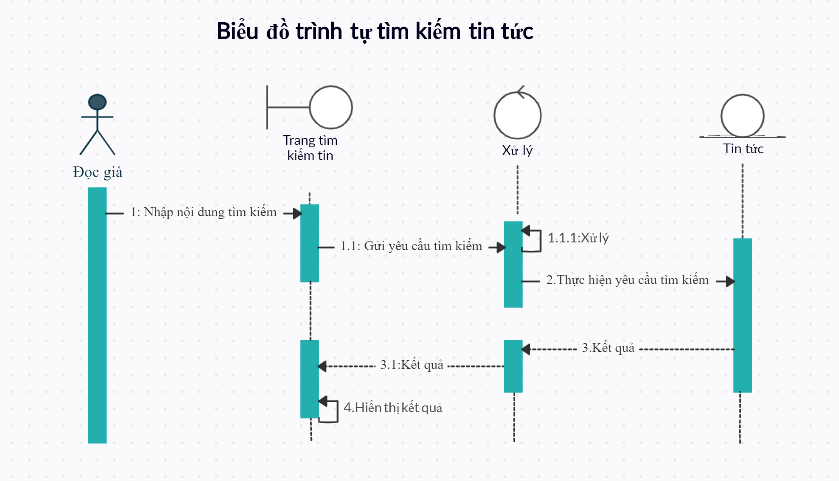 Biểu đồ trình tự tìm kiếm tin tức
Đọc giả
Trang tìm
kiếm tin
Xử lý
Tin tức
1: Nhập nội dung tìm kiếm
1.1: Gửi yêu cầu tìm kiếm
1.1.1:Xử lý
2.Thực hiện yêu cầu tìm kiếm
3.Kết quả
3.1:Kết quả
4.Hiển thị kết quả